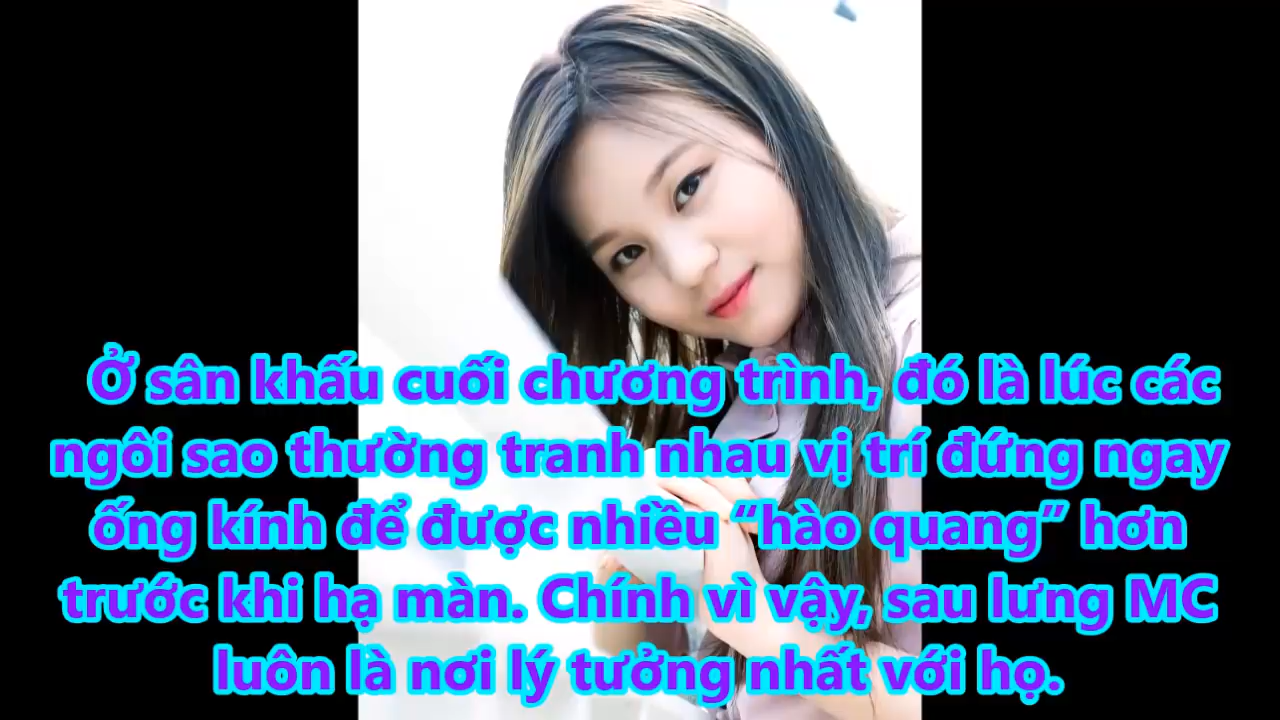 Ở sân khấu cuối chương trình, đó là lúc các
ngôi sao thường tranh nhau vị trí đứng ngay
ống kính để được nhiều “hào quang” hơn
trước khi hạ màn. Chính vì vậy, sau lưng MC
luôn là nơi lý tưởng nhất với họ.